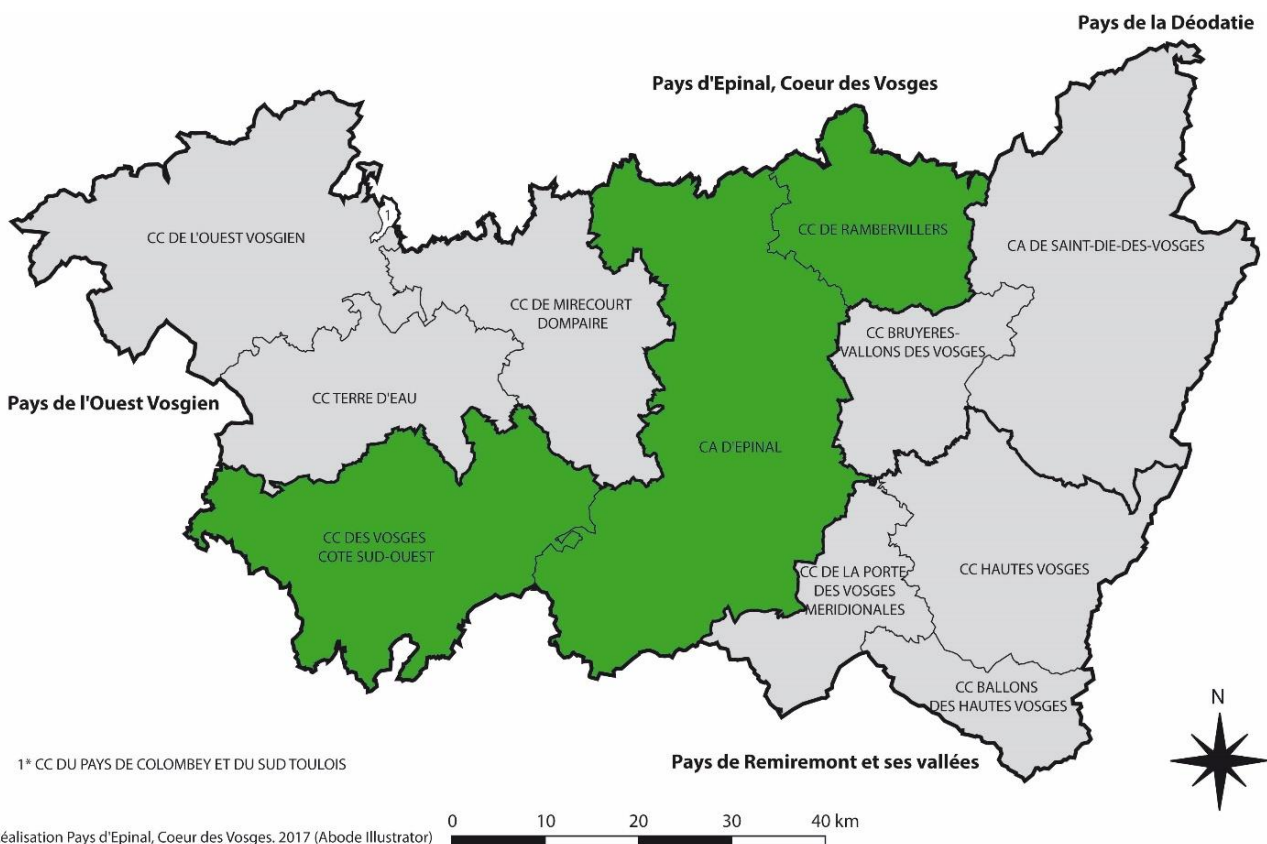 Pays de la Déodatie
Pays d'Epinal, Coeur des Vosges
1
CC DE L'OUEST VOSGIEN
CC DE RAMBERVILLERS
CA DE SAINT-DIE-DES-VOSGES
CC DE MIRECOURT
DOMPAIRE
CC BRUYERES-
VALLONS DES VOSGES
Pays de l'Ouest Vosgien
CC TERRE D'EAU
CA D'EPINAL
CC DES VOSGES
COTE SUD-OUEST
CC DE LA PORTE
DES VOSGES
MERIDIONALES
CC HAUTES VOSGES
CC BALLONS
DES HAUTES VOSGES
N
1* CC DU PAYS DE COLOMBEY ET DU SUD TOULOIS
Pays de Remiremont et ses vallées
éalisation Pays d'Epinal, Coeur des Vosges. 2017 (Abode Illustrator)
0 10 20 30 40 km